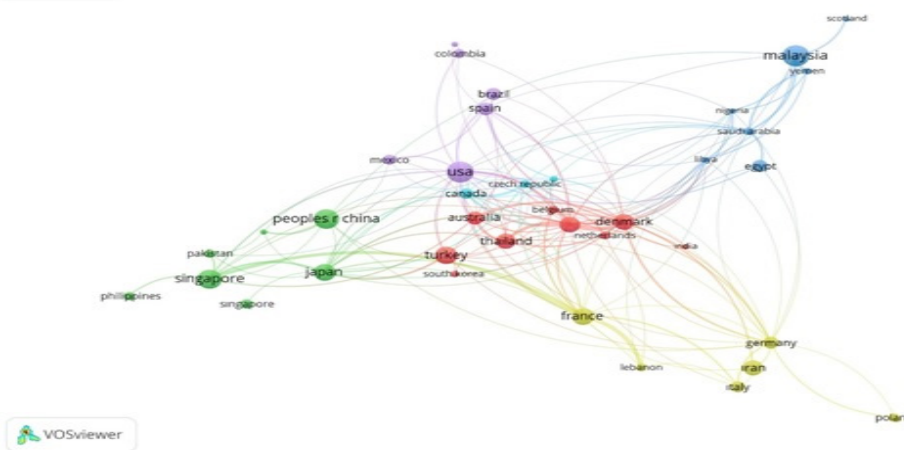 scotland
malaysia
colombia
yemen
brazil
spain
nigeria
saudi arabia
mexico
libya
egypt
usa
czech republic
canada
belgium
peoples r china
australia
denmark
netherlands
thailand
india
pakistan
turkey
singapore
japan
south korea
philippines
singapore
france
germany
lebanon
iran
italy
polan
VOSviewer